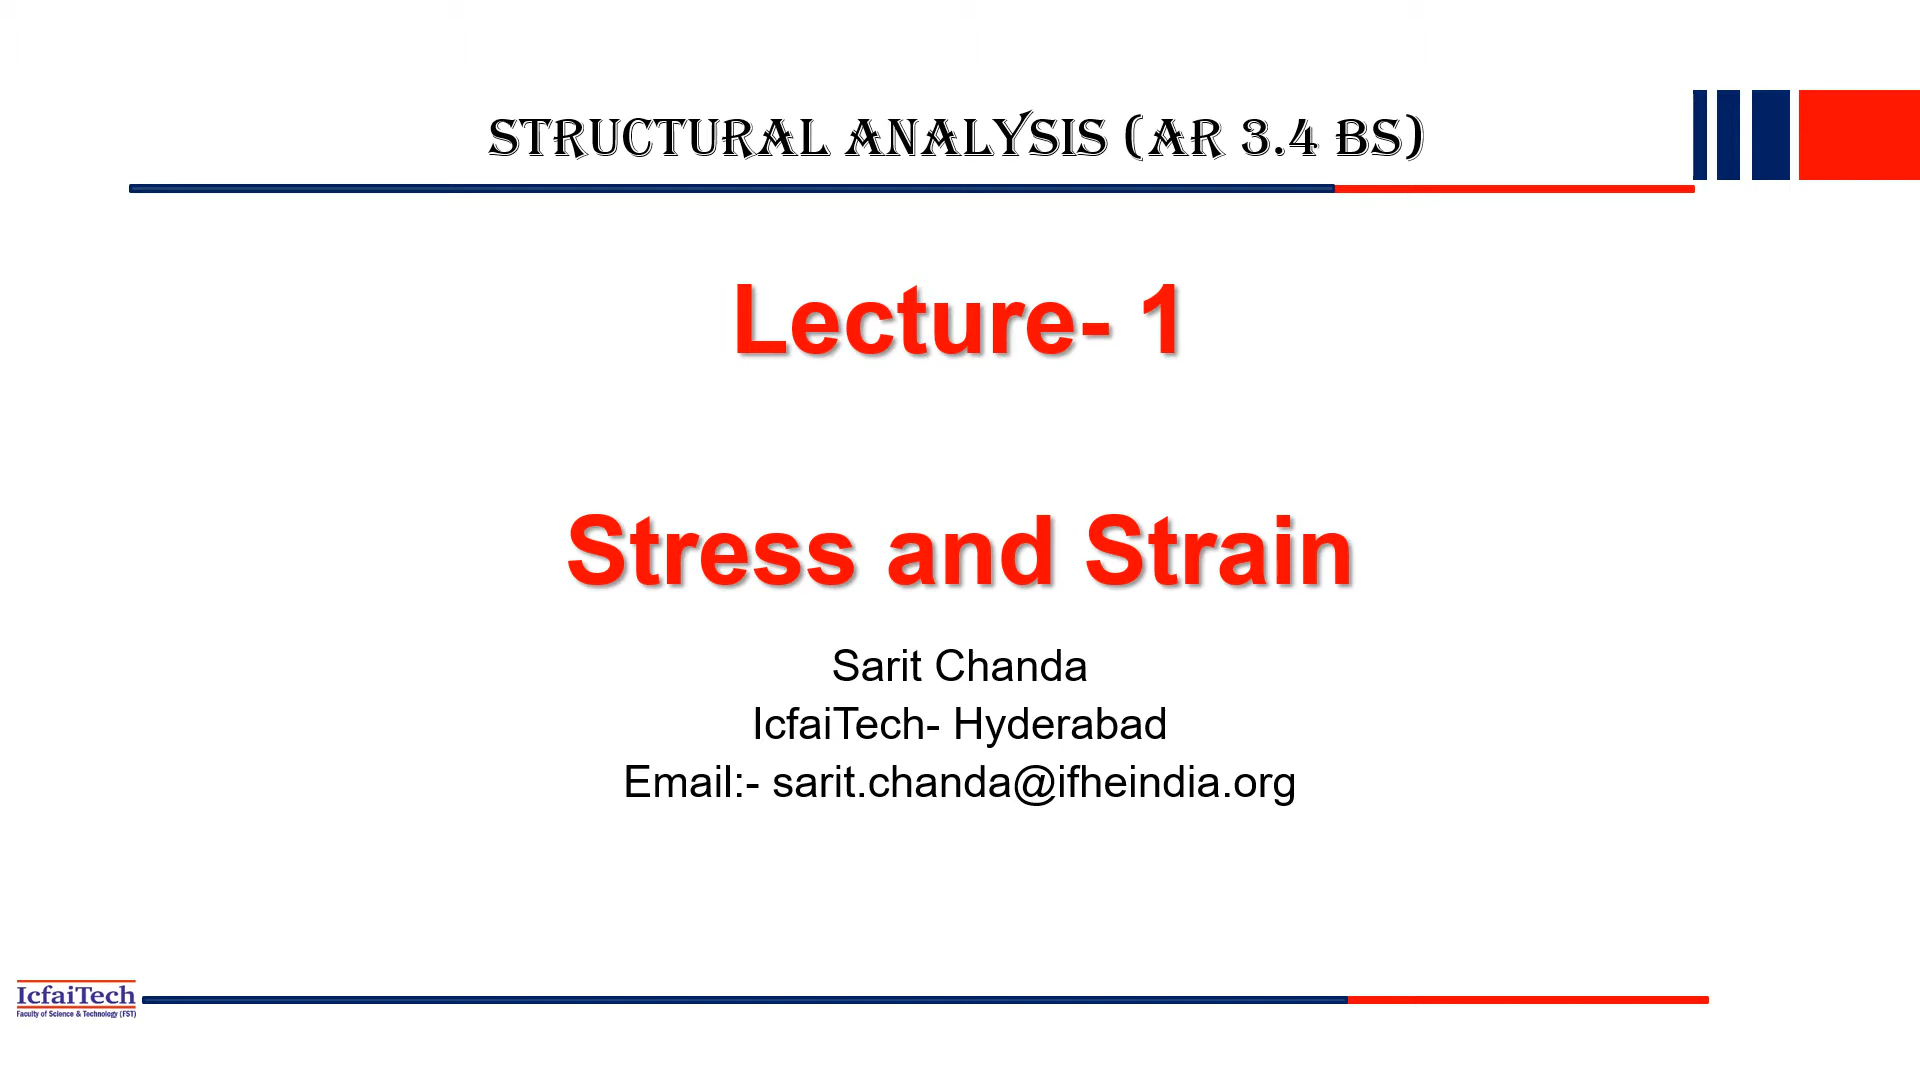 STRUCTURAL ANALYSIS (AR 3.4 BS)
Lecture- 1
Stress and Strain
Sarit Chanda
IcfaiTech- Hyderabad
Email:- sarit.chanda@ifheindia.org
IcfaiTech
Faculty of Science & Technology (FST)